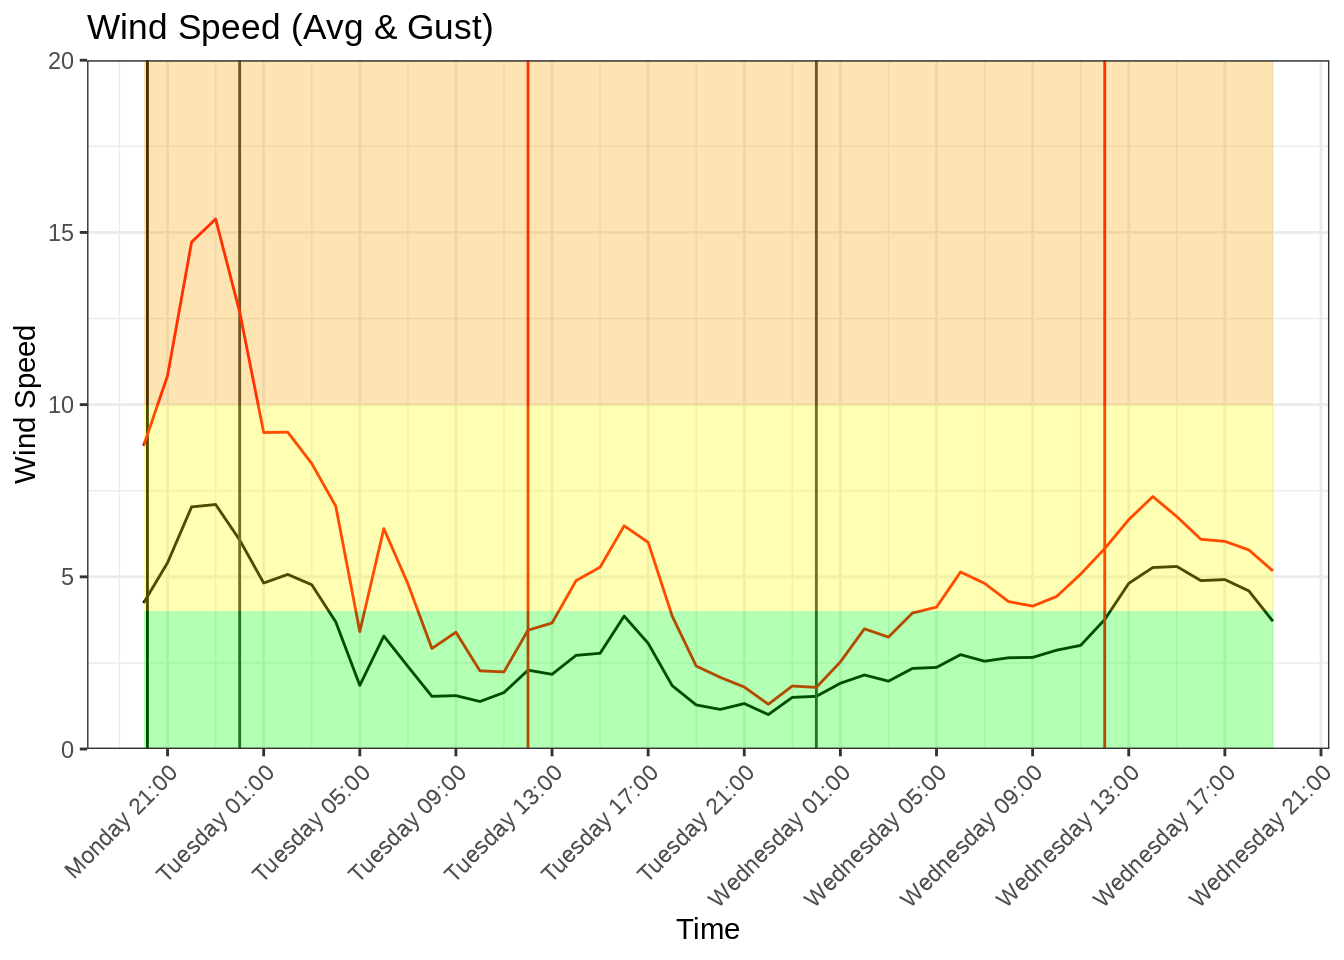 Wind Speed (Avg & Gust)
20
15
10
5
0
Wind Speed
Monday 21:00
Tuesday 01:00
Tuesday 05:00
Tuesday 09:00
Tuesday 13:00
Tuesday 17:00
Tuesday 21:00
Wednesday 01:00
Wednesday 05:00
Wednesday 09:00
Wednesday 13:00
Wednesday 17:00
Wednesday 21:00
Time